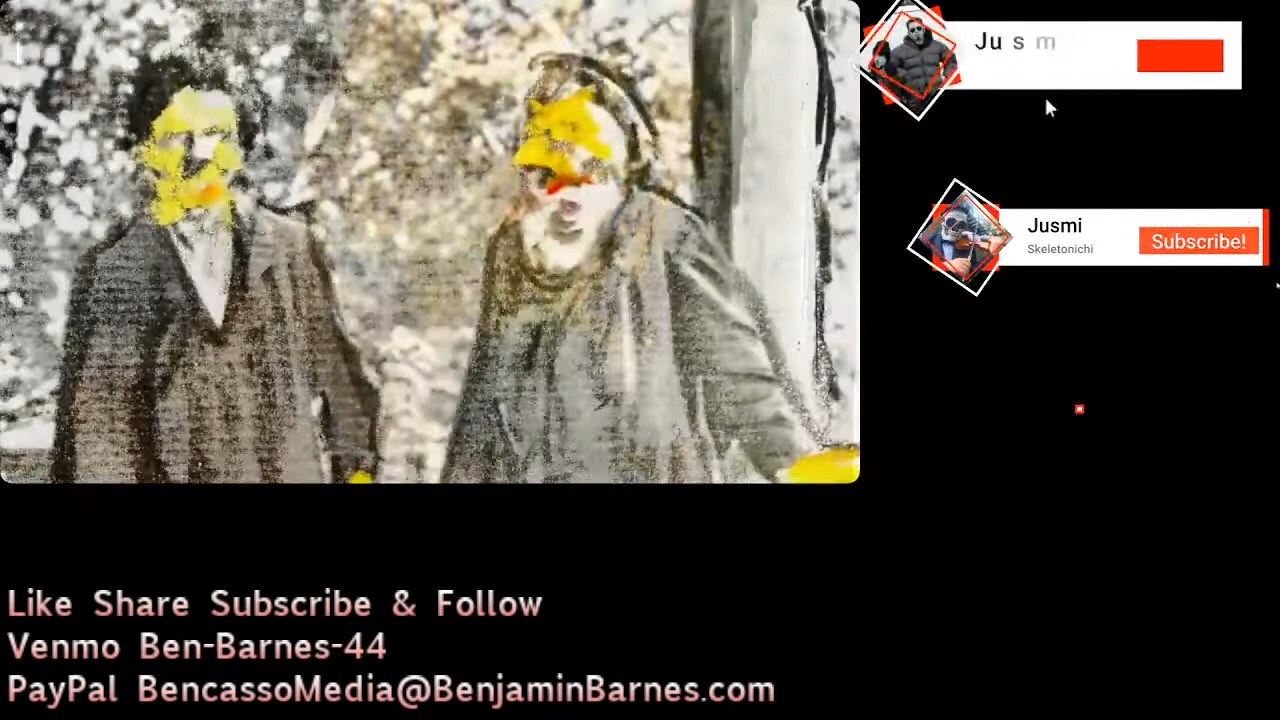 Ju s m
Jusmi
Skeletonichi
Subscribe!
Like Share Subscribe & Follow
Venmo Ben-Barnes-44
PayPal BencassoMedia@BenjaminBarnes.com